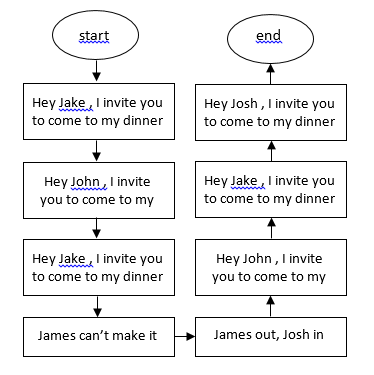 start
Hey Jake , I invite you
to come to my dinner
Hey John , I invite
you to come to my
Hey Jake , I invite you
to come to my dinner
James can't make it
James out, Josh in
Hey John , I invite
you to come to my
Hey Jake , I invite you
to come to my dinner
Hey Josh , I invite you
to come to my dinner
end